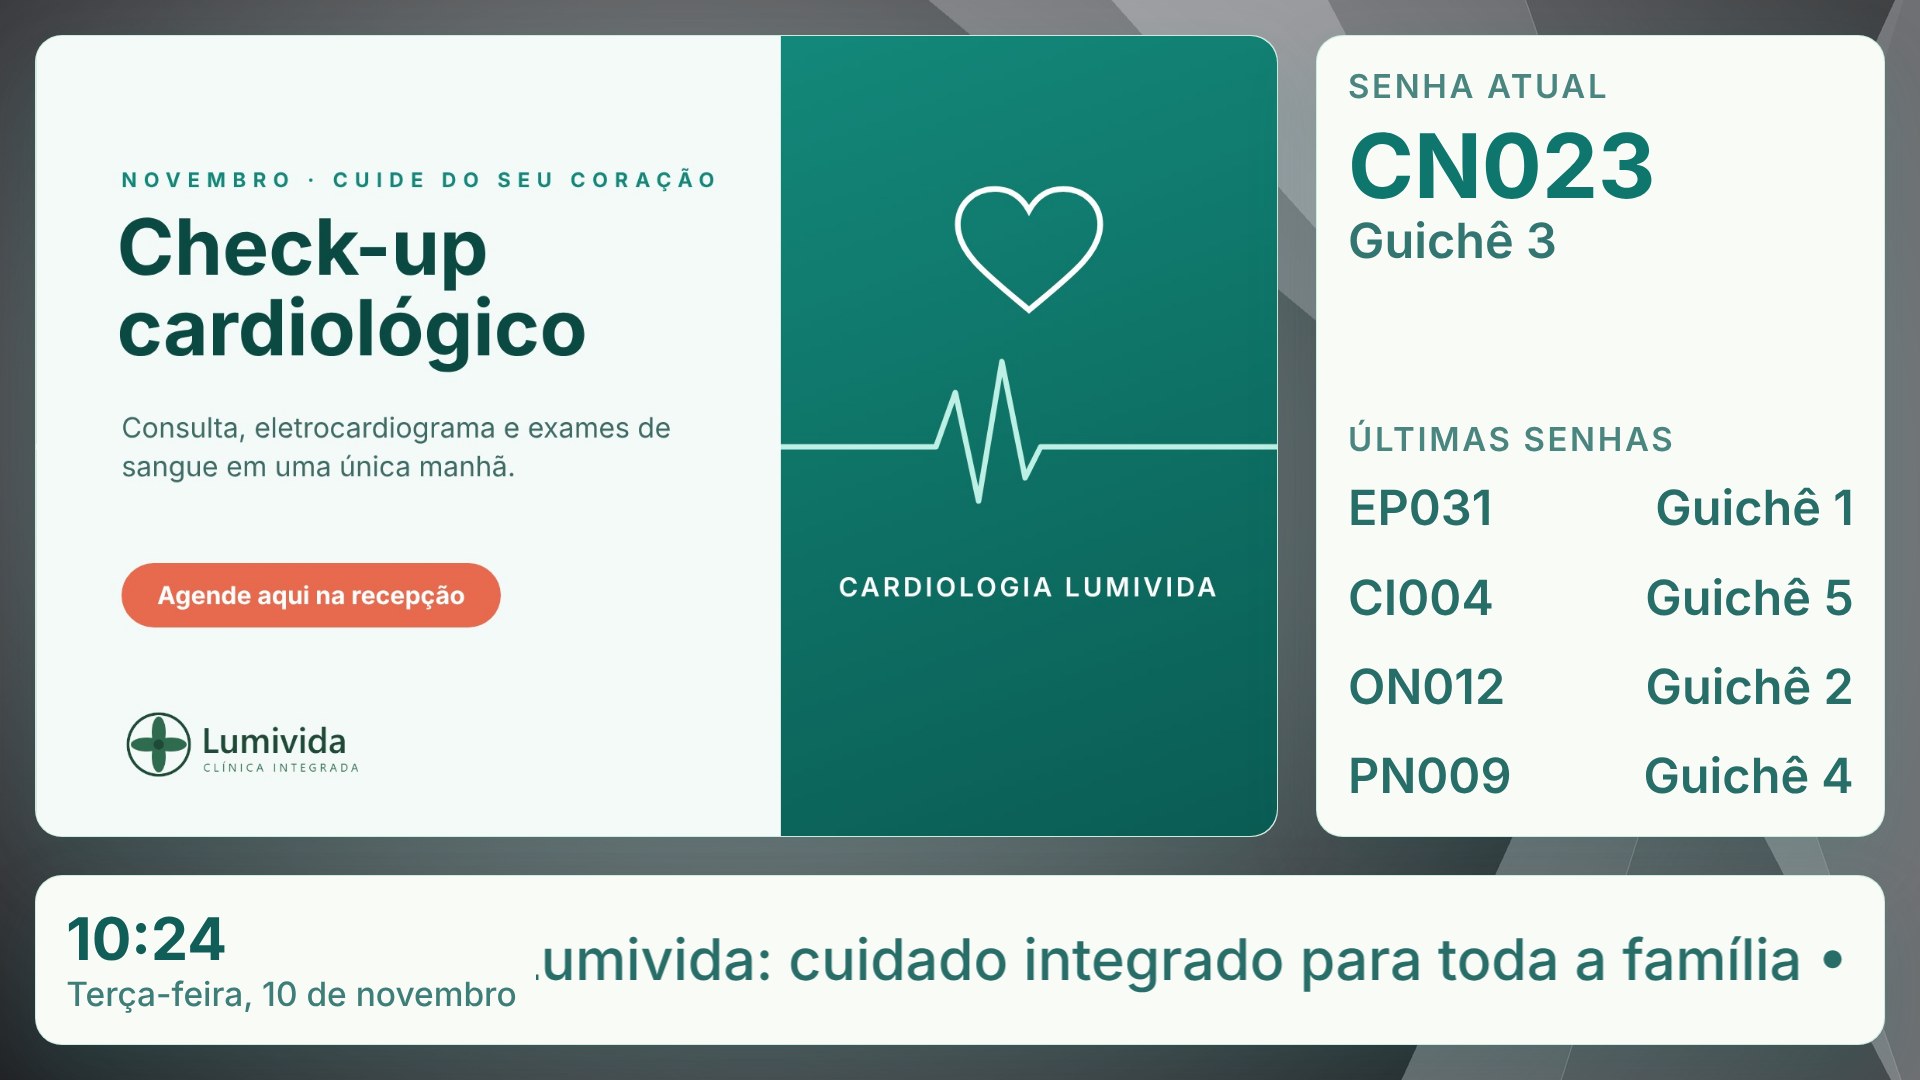 NOVEMBRO · CUIDE DO SEU CORAÇÃO
Check-up
cardiológico
Consulta, eletrocardiograma e exames de
sangue em uma única manhã.
Agende aqui na recepção
Lumivida
CLÍNICA INTEGRADA
CARDIOLOGIA LUMIVIDA
SENHA ATUAL
CN023
Guichê 3
ÚLTIMAS SENHAS
EP031 Guichê 1
CI004 Guichê 5
ON012 Guichê 2
PN009 Guichê 4
10:24
Terça-feira, 10 de novembro
Lumivida: cuidado integrado para toda a família •